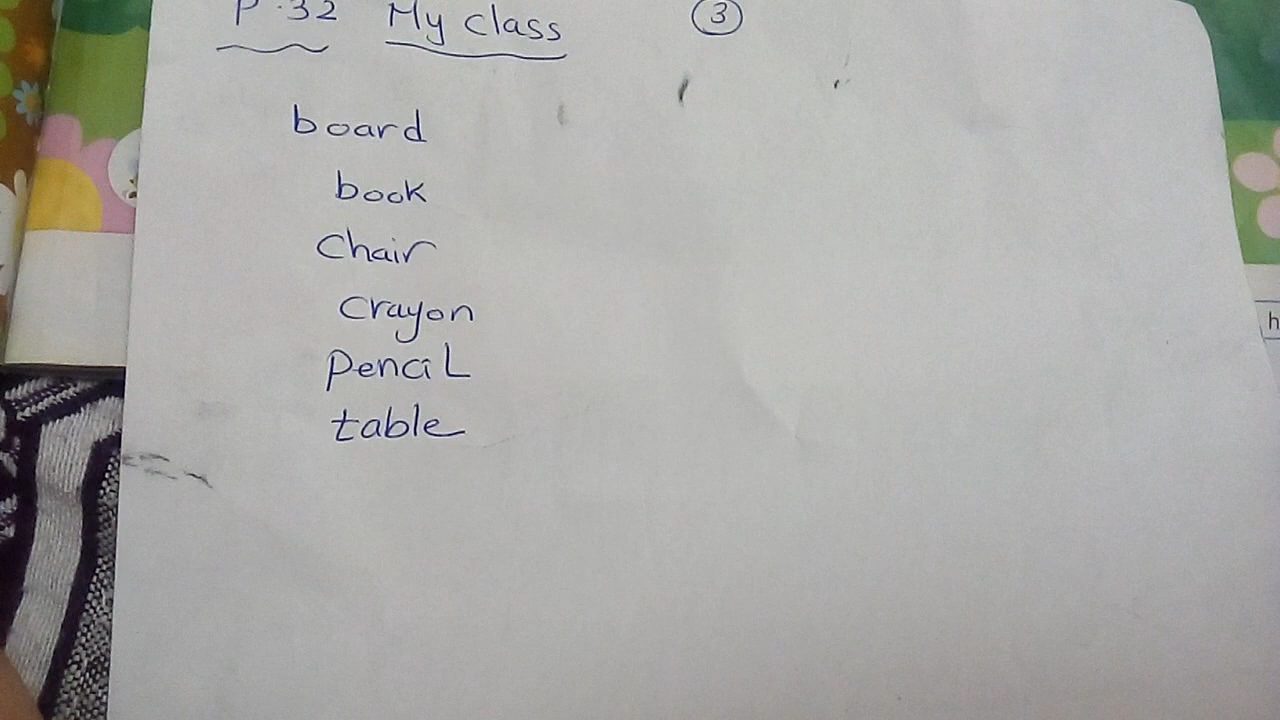 P.32 My class 3
board
book
Chair
Crayon
PenciL
table
h